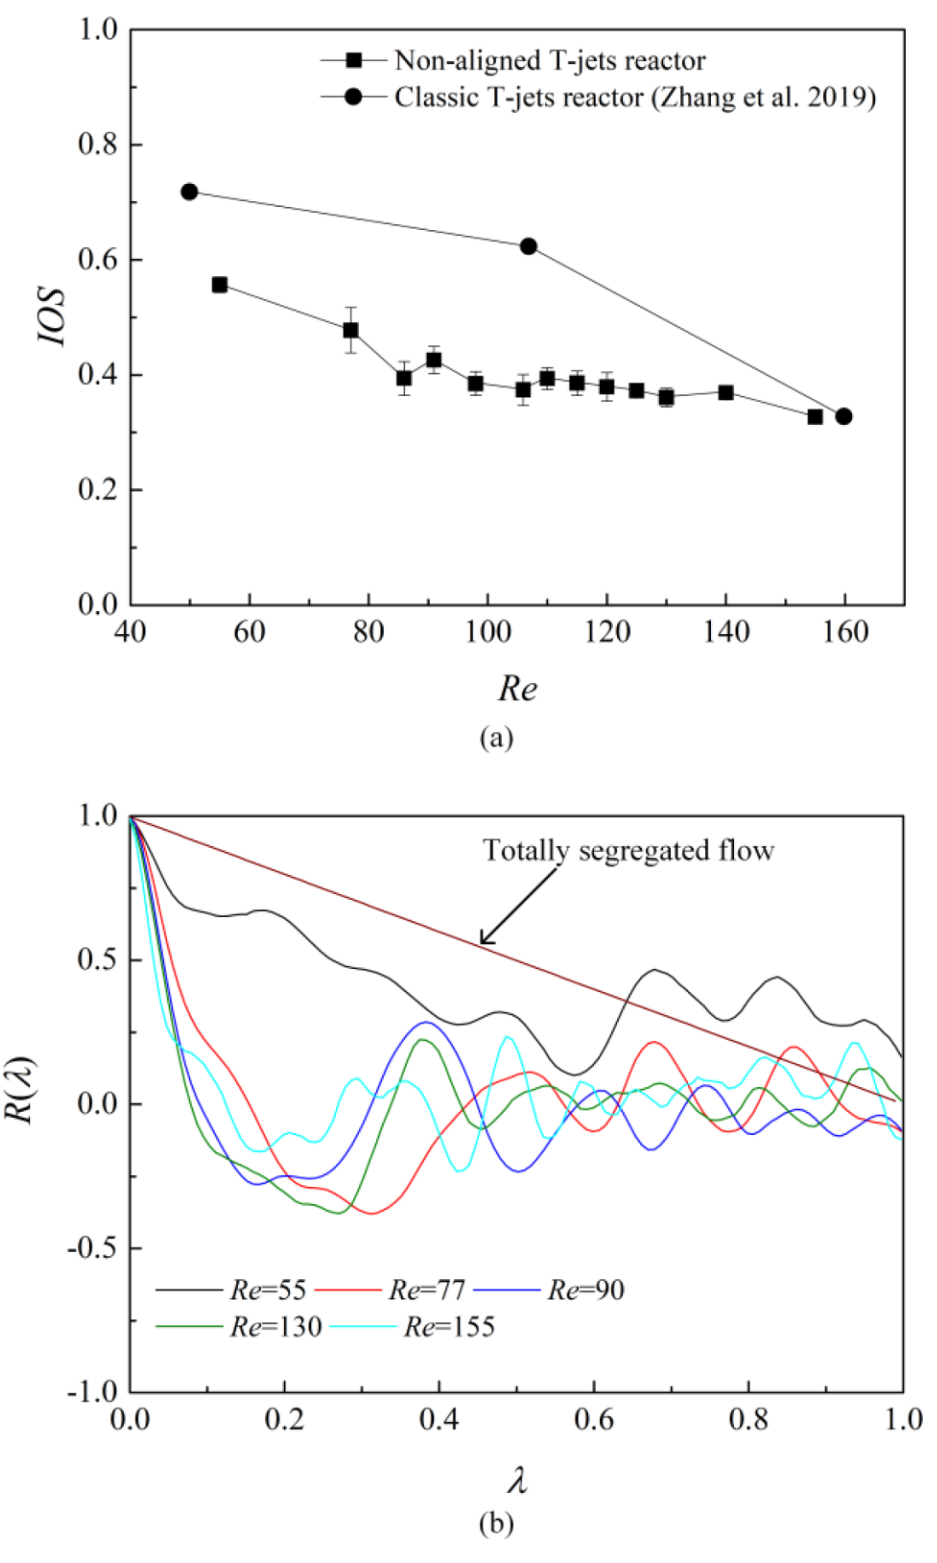 1.0
Non-aligned T-jets reactor
Classic T-jets reactor (Zhang et al. 2019)
0.8
0.6
IOS
0.4
0.2
0.0
40 60 80 100 120 140 160
Re
(a)
1.0
Totally segregated flow
0.5
R(λ)
0.0
-0.5
Re=55 Re=77 Re=90
Re=130 Re=155
-1.0
0.0 0.2 0.4 0.6 0.8 1.0
λ
(b)